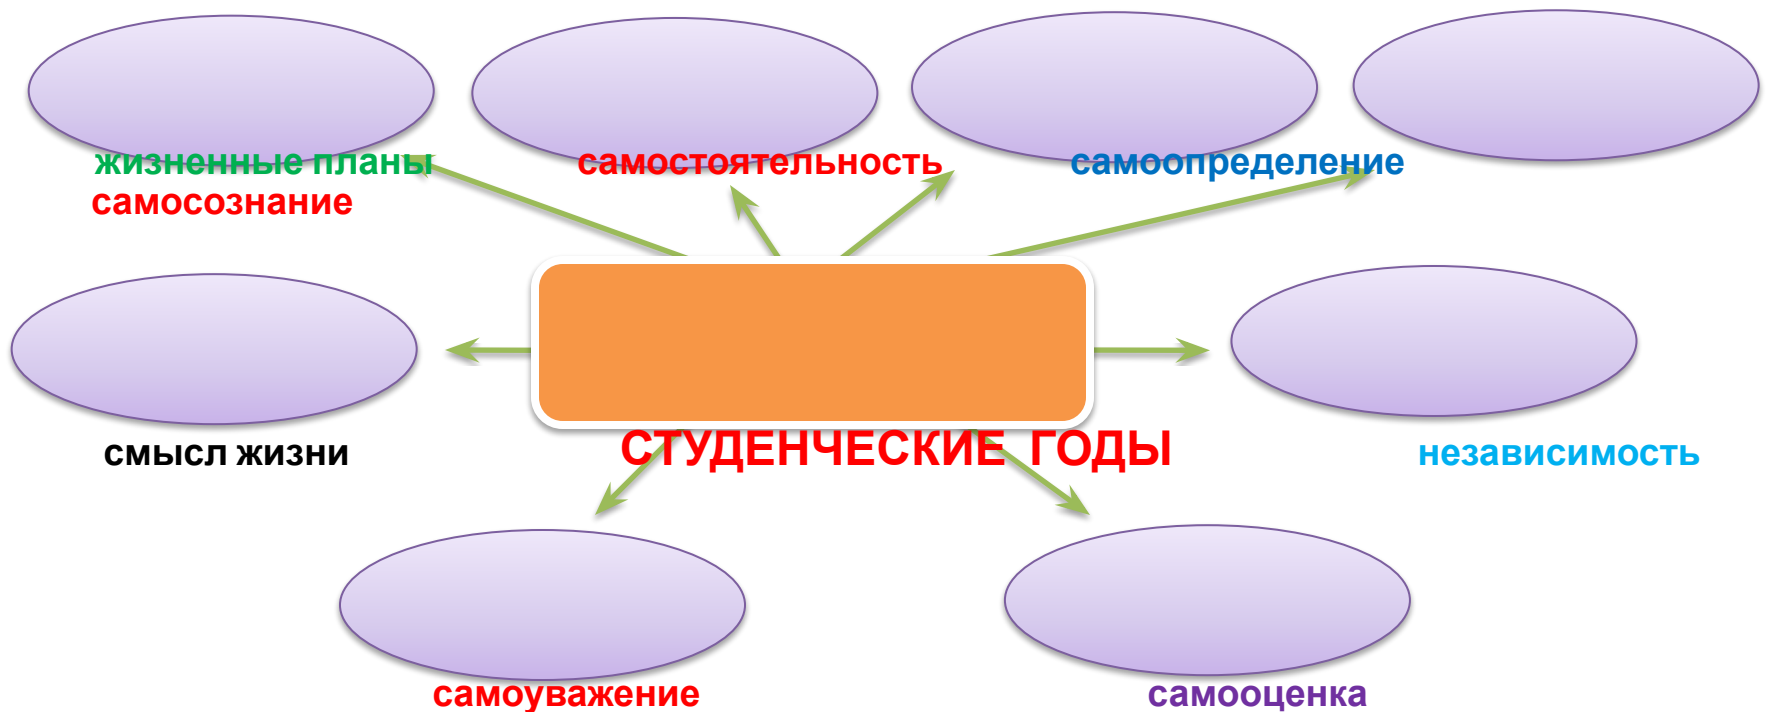 жизненные планы самостоятельность самоопределение
самосознание
смысл жизни СТУДЕНЧЕСКИЕ ГОДЫ независимость
самоуважение самооценка